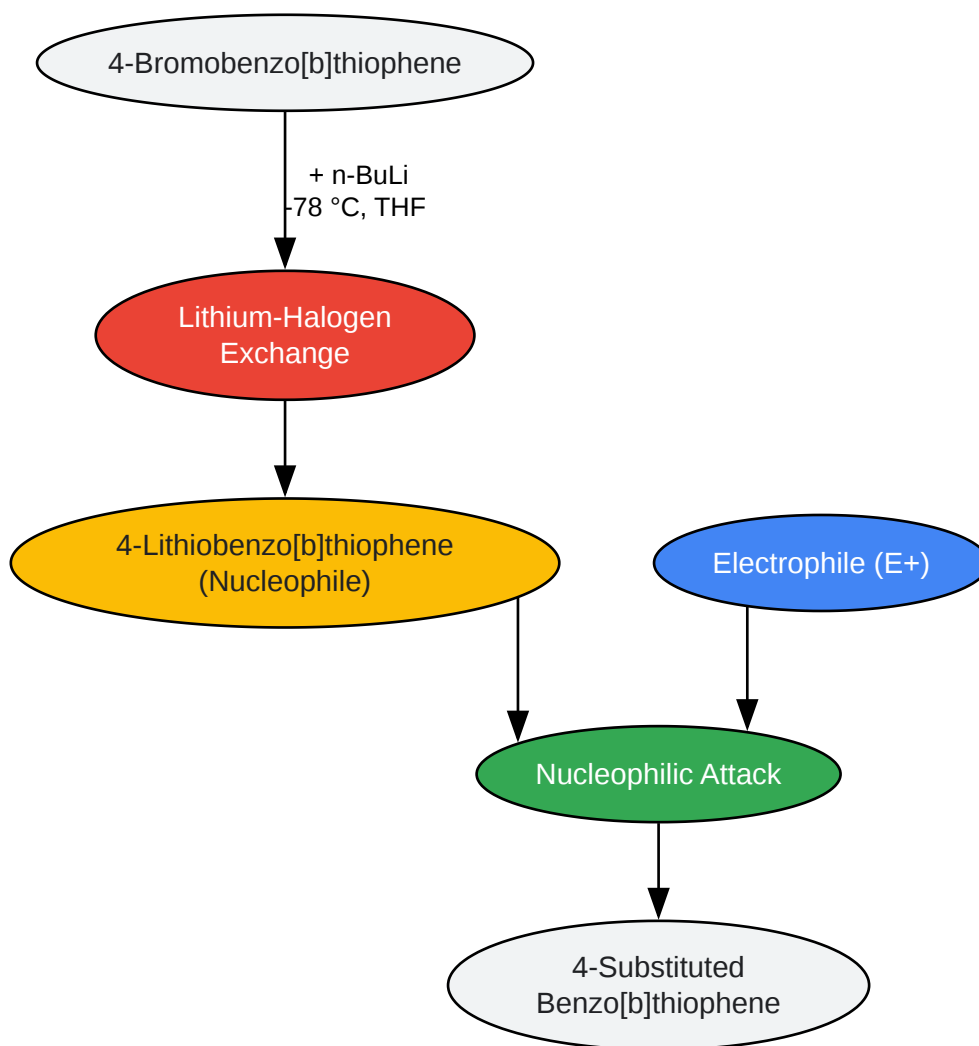 4-Bromobenzo[b]thiophene
+ n-BuLi
-78 °C, THF
Lithium-Halogen
Exchange
4-Lithiobenzo[b]thiophene
(Nucleophile)
Electrophile (E+)
Nucleophilic Attack
4-Substituted
Benzo[b]thiophene